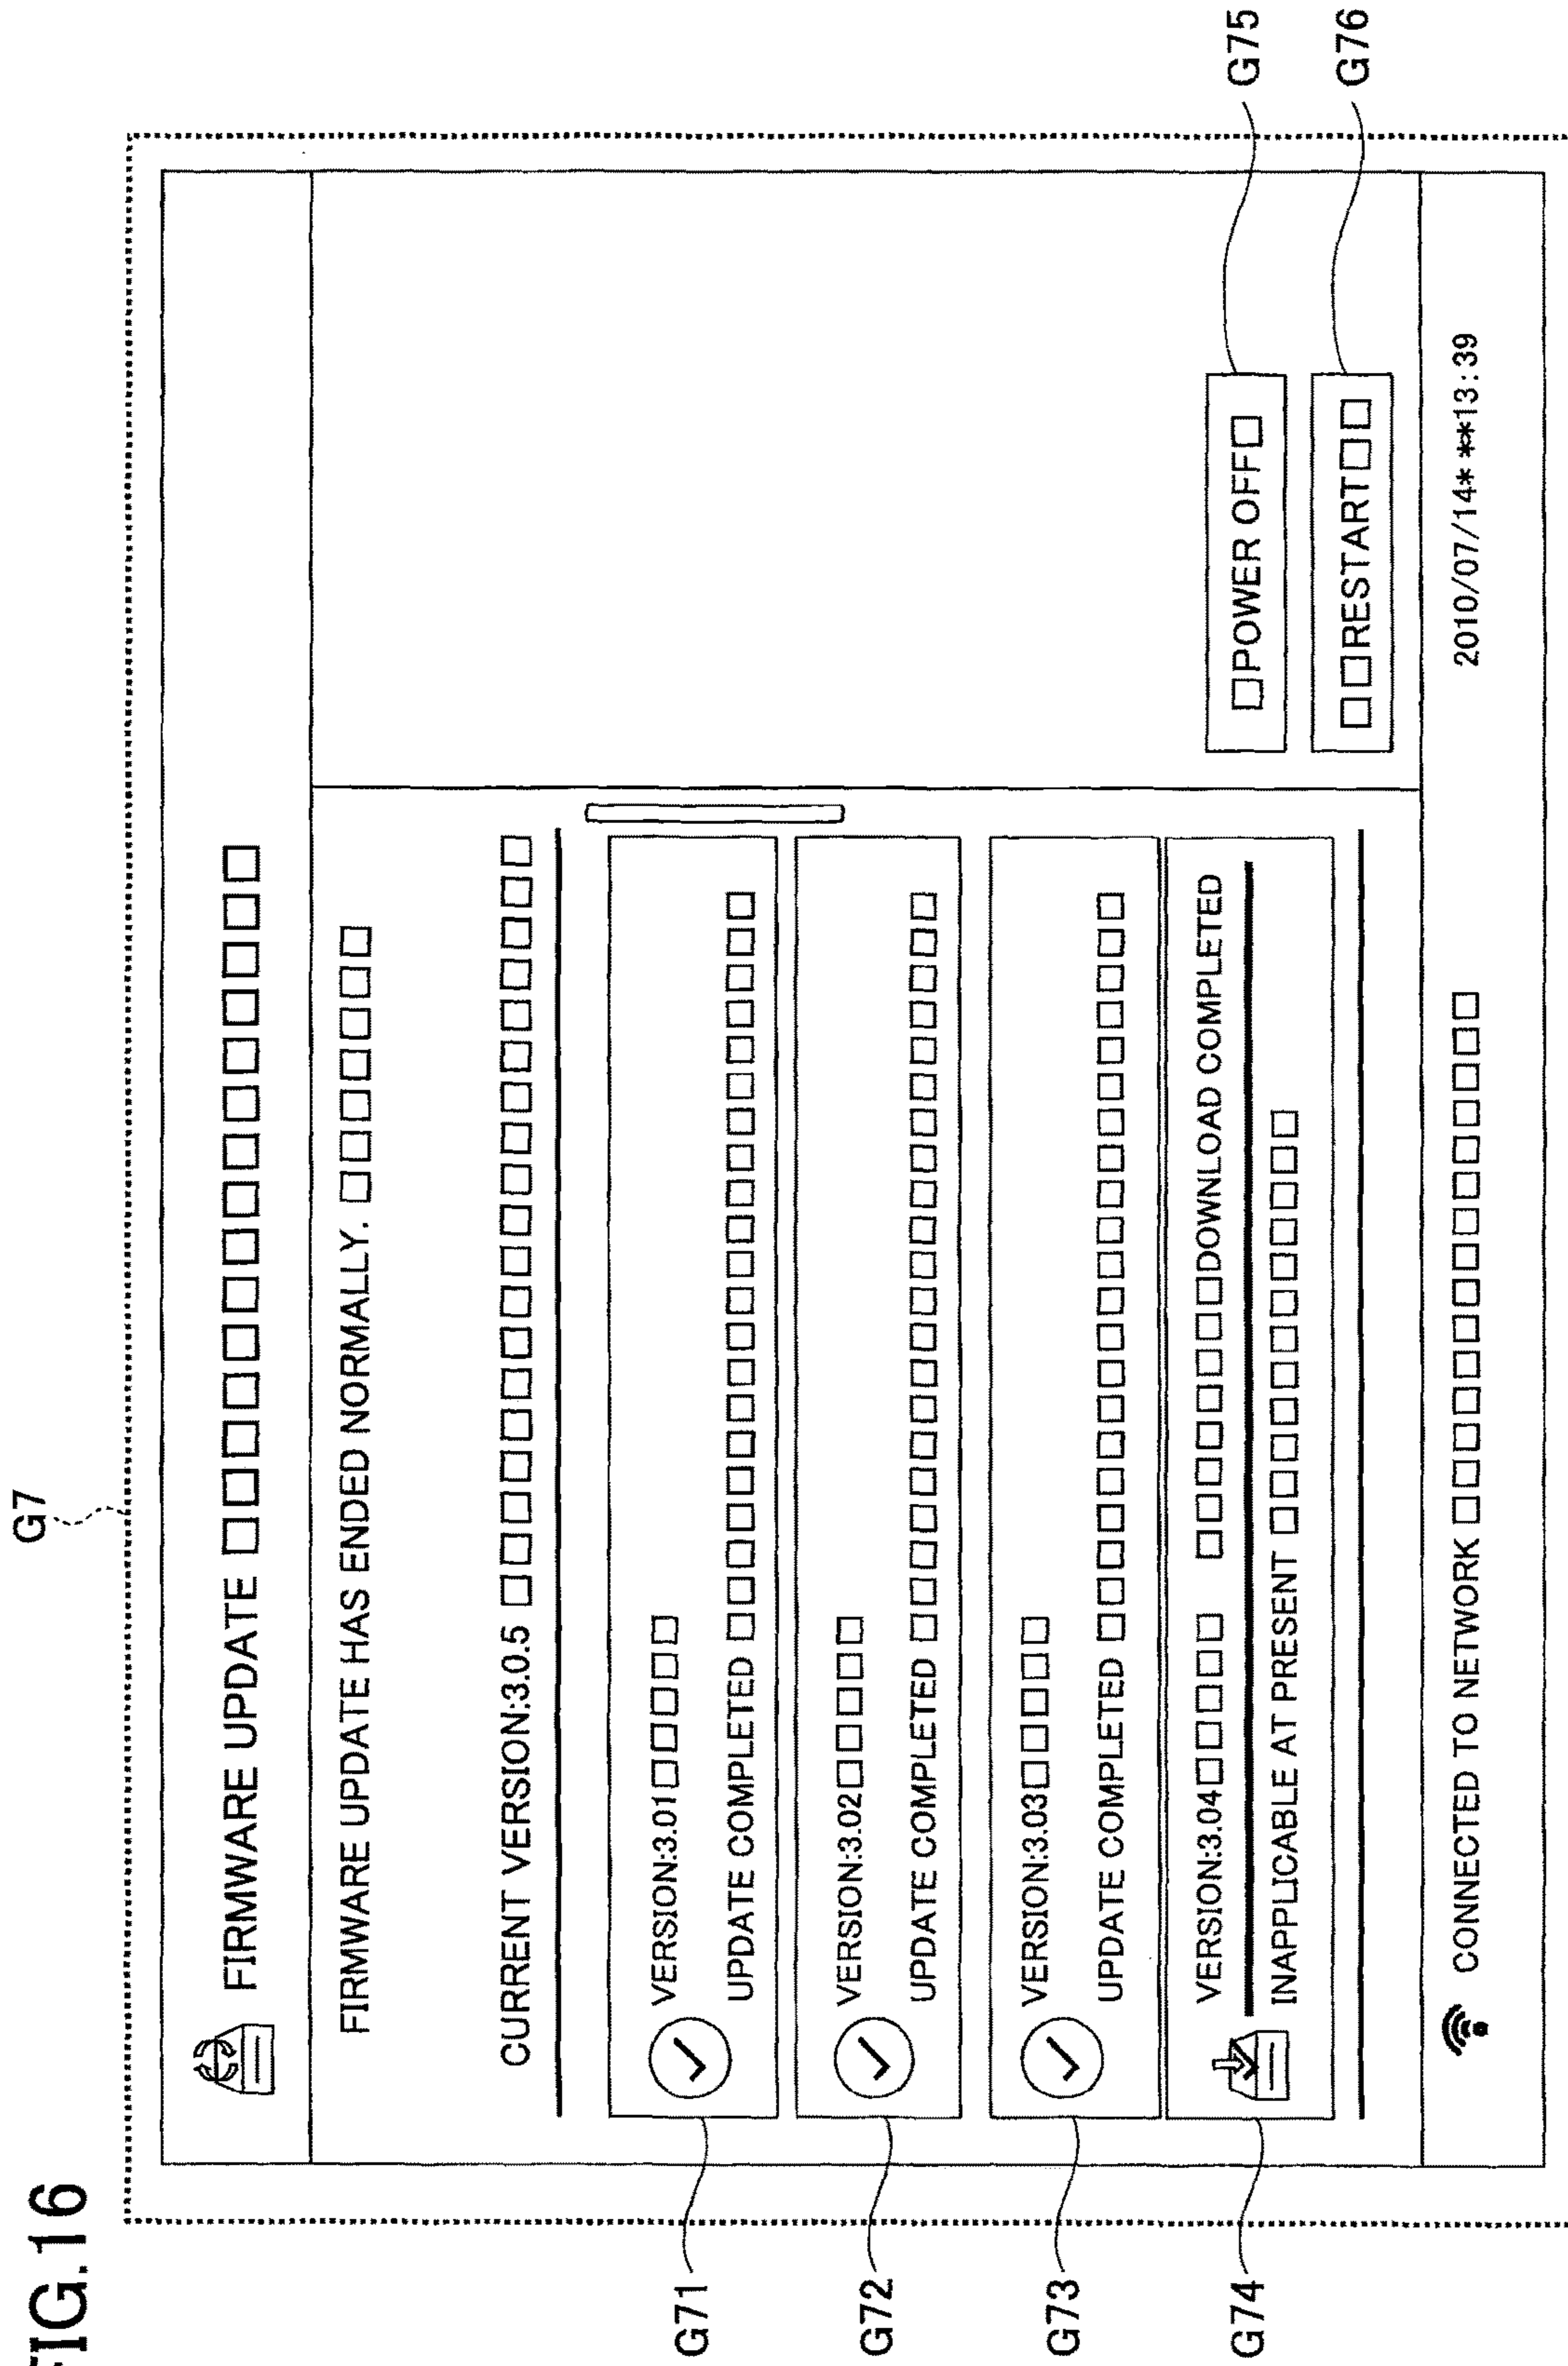 FIG.16
G7
FIRMWARE UPDATE □□□□□□□□□□□□□□□
FIRMWARE UPDATE HAS ENDED NORMALLY. □□□□□□□
CURRENT VERSION:3.0.5 □□□□□□□□□□□□□□□□□□□
G71
VERSION:3.01□□□□□
UPDATE COMPLETED □□□□□□□□□□□□□□□□□□□□□
G72
VERSION:3.02□□□□□
UPDATE COMPLETED □□□□□□□□□□□□□□□□□□□□□
G73
VERSION:3.03□□□□□
UPDATE COMPLETED □□□□□□□□□□□□□□□□□□□□□
G74
VERSION:3.04□□□□□ □□□□□□□□DOWNLOAD COMPLETED
INAPPLICABLE AT PRESENT □□□□□□□□□□□□
□POWER OFF□
G75
□□RESTART□□
G76
CONNECTED TO NETWORK □□□□□□□□□□□□□□□
2010/07/14* **13:39